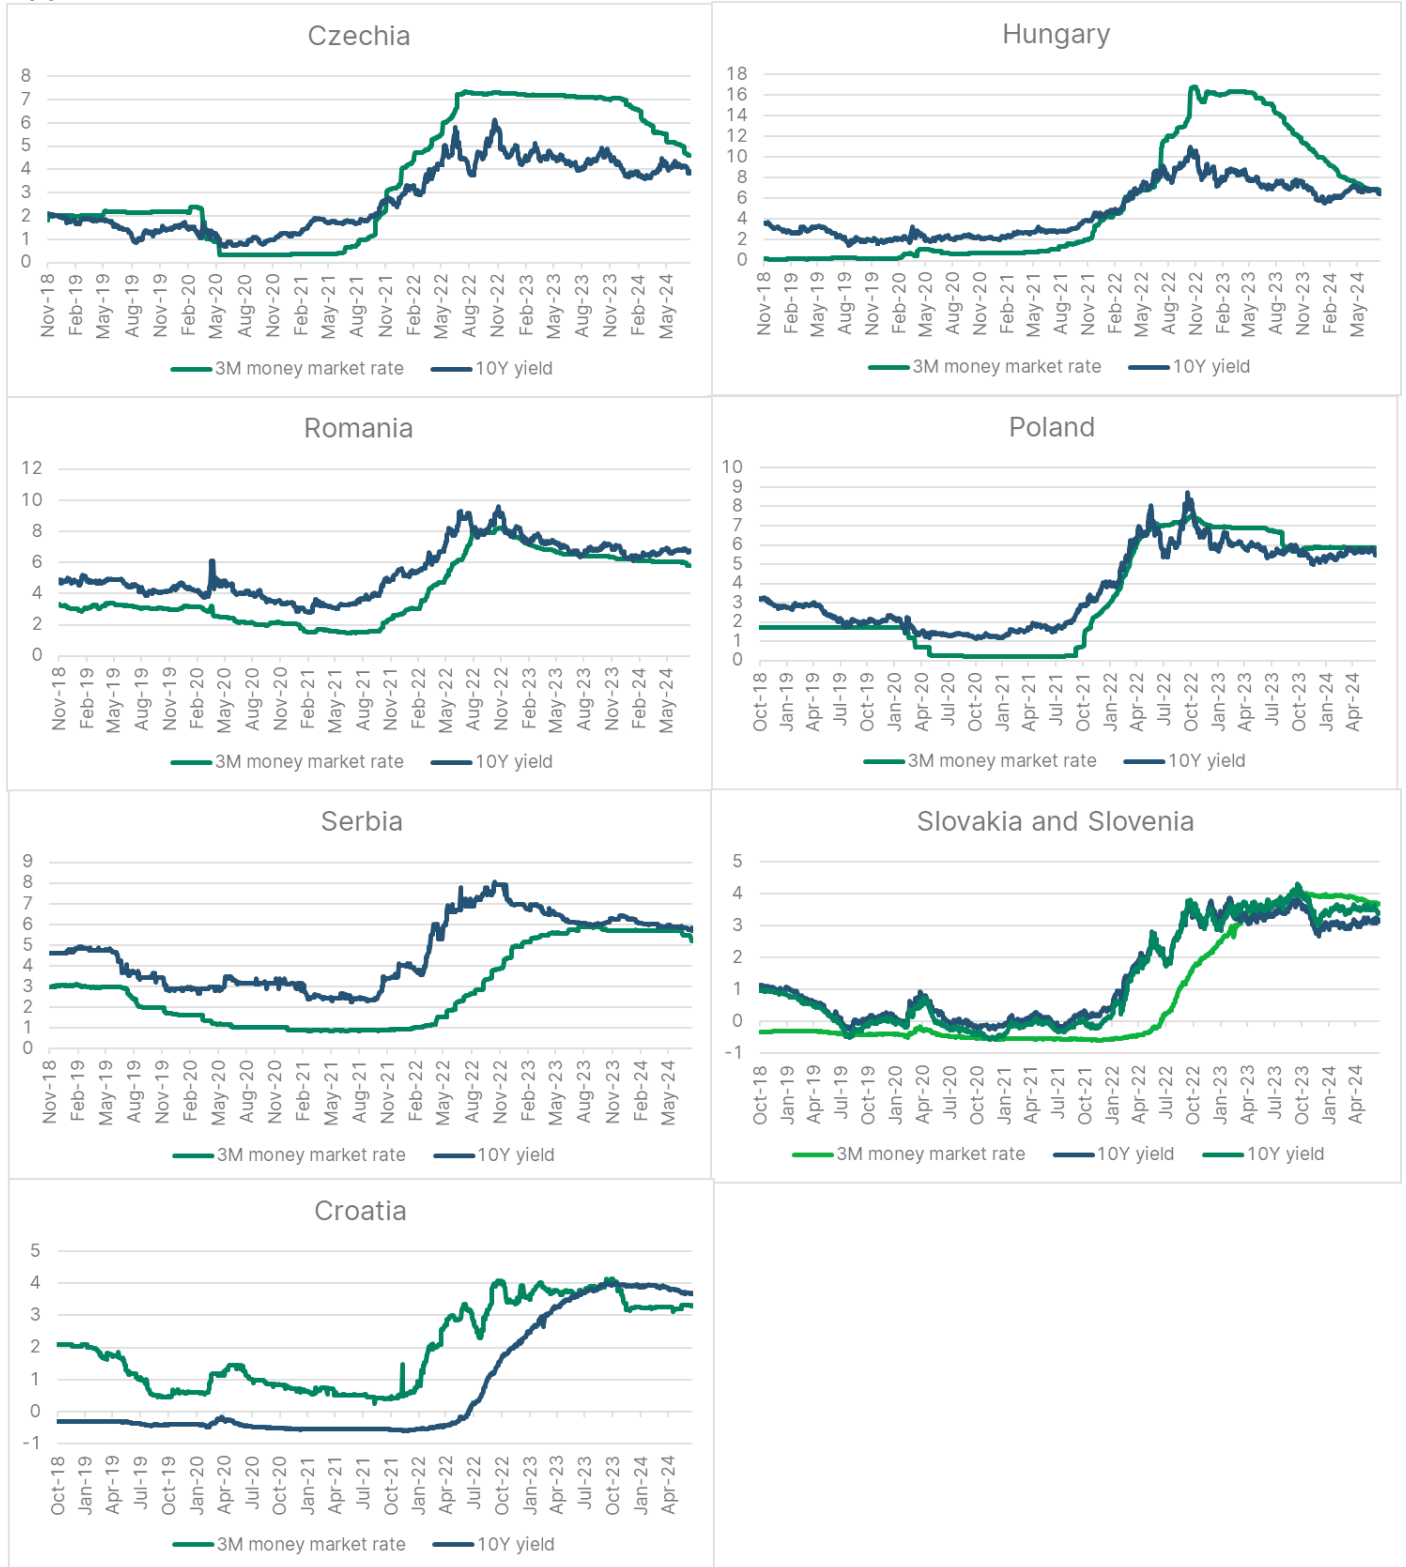 Czechia
8
7
6
5
4
3
2
1
0
Nov-18 Feb-19 May-19 Aug-19 Nov-19 Feb-20 May-20 Aug-20 Nov-20 Feb-21 May-21 Aug-21 Nov-21 Feb-22 May-22 Aug-22 Nov-22 Feb-23 May-23 Aug-23 Nov-23 Feb-24 May-24
3M money market rate 10Y yield
Hungary
18
16
14
12
10
8
6
4
2
0
Nov-18 Feb-19 May-19 Aug-19 Nov-19 Feb-20 May-20 Aug-20 Nov-20 Feb-21 May-21 Aug-21 Nov-21 Feb-22 May-22 Aug-22 Nov-22 Feb-23 May-23 Aug-23 Nov-23 Feb-24 May-24
3M money market rate 10Y yield
Romania
12
10
8
6
4
2
0
Nov-18 Feb-19 May-19 Aug-19 Nov-19 Feb-20 May-20 Aug-20 Nov-20 Feb-21 May-21 Aug-21 Nov-21 Feb-22 May-22 Aug-22 Nov-22 Feb-23 May-23 Aug-23 Nov-23 Feb-24 May-24
3M money market rate 10Y yield
Poland
10
9
8
7
6
5
4
3
2
1
0
Oct-18 Jan-19 Apr-19 Jul-19 Oct-19 Jan-20 Apr-20 Jul-20 Oct-20 Jan-21 Apr-21 Jul-21 Oct-21 Jan-22 Apr-22 Jul-22 Oct-22 Jan-23 Apr-23 Jul-23 Oct-23 Jan-24 Apr-24
3M money market rate 10Y yield
Serbia
9
8
7
6
5
4
3
2
1
0
Nov-18 Feb-19 May-19 Aug-19 Nov-19 Feb-20 May-20 Aug-20 Nov-20 Feb-21 May-21 Aug-21 Nov-21 Feb-22 May-22 Aug-22 Nov-22 Feb-23 May-23 Aug-23 Nov-23 Feb-24 May-24
3M money market rate 10Y yield
Slovakia and Slovenia
5
4
3
2
1
0
-1
Oct-18 Jan-19 Apr-19 Jul-19 Oct-19 Jan-20 Apr-20 Jul-20 Oct-20 Jan-21 Apr-21 Jul-21 Oct-21 Jan-22 Apr-22 Jul-22 Oct-22 Jan-23 Apr-23 Jul-23 Oct-23 Jan-24 Apr-24
3M money market rate 10Y yield 10Y yield
Croatia
5
4
3
2
1
0
-1
Oct-18 Jan-19 Apr-19 Jul-19 Oct-19 Jan-20 Apr-20 Jul-20 Oct-20 Jan-21 Apr-21 Jul-21 Oct-21 Jan-22 Apr-22 Jul-22 Oct-22 Jan-23 Apr-23 Jul-23 Oct-23 Jan-24 Apr-24
3M money market rate 10Y yield